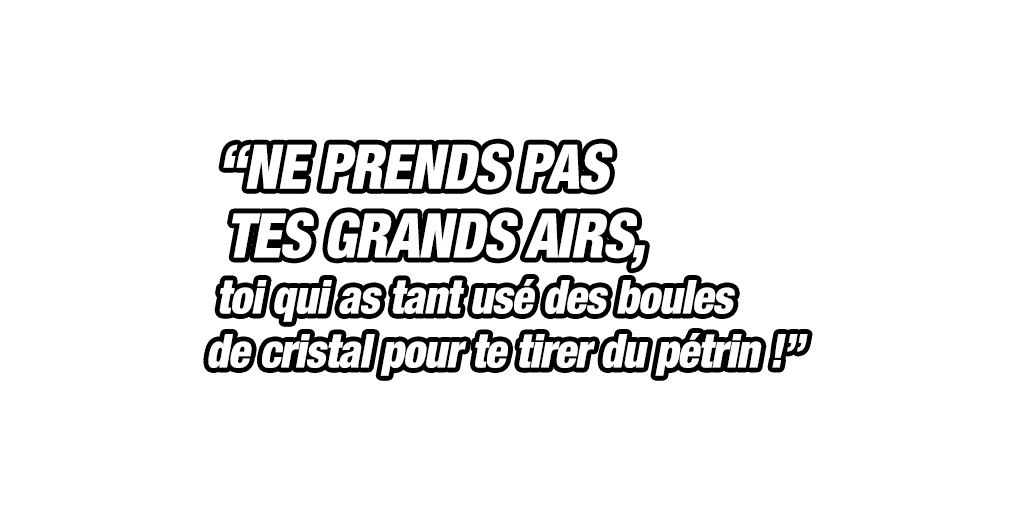 “NE PRENDS PAS
TES GRANDS AIRS,
toi qui as tant usé des boules
de cristal pour te tirer du pétrin !”